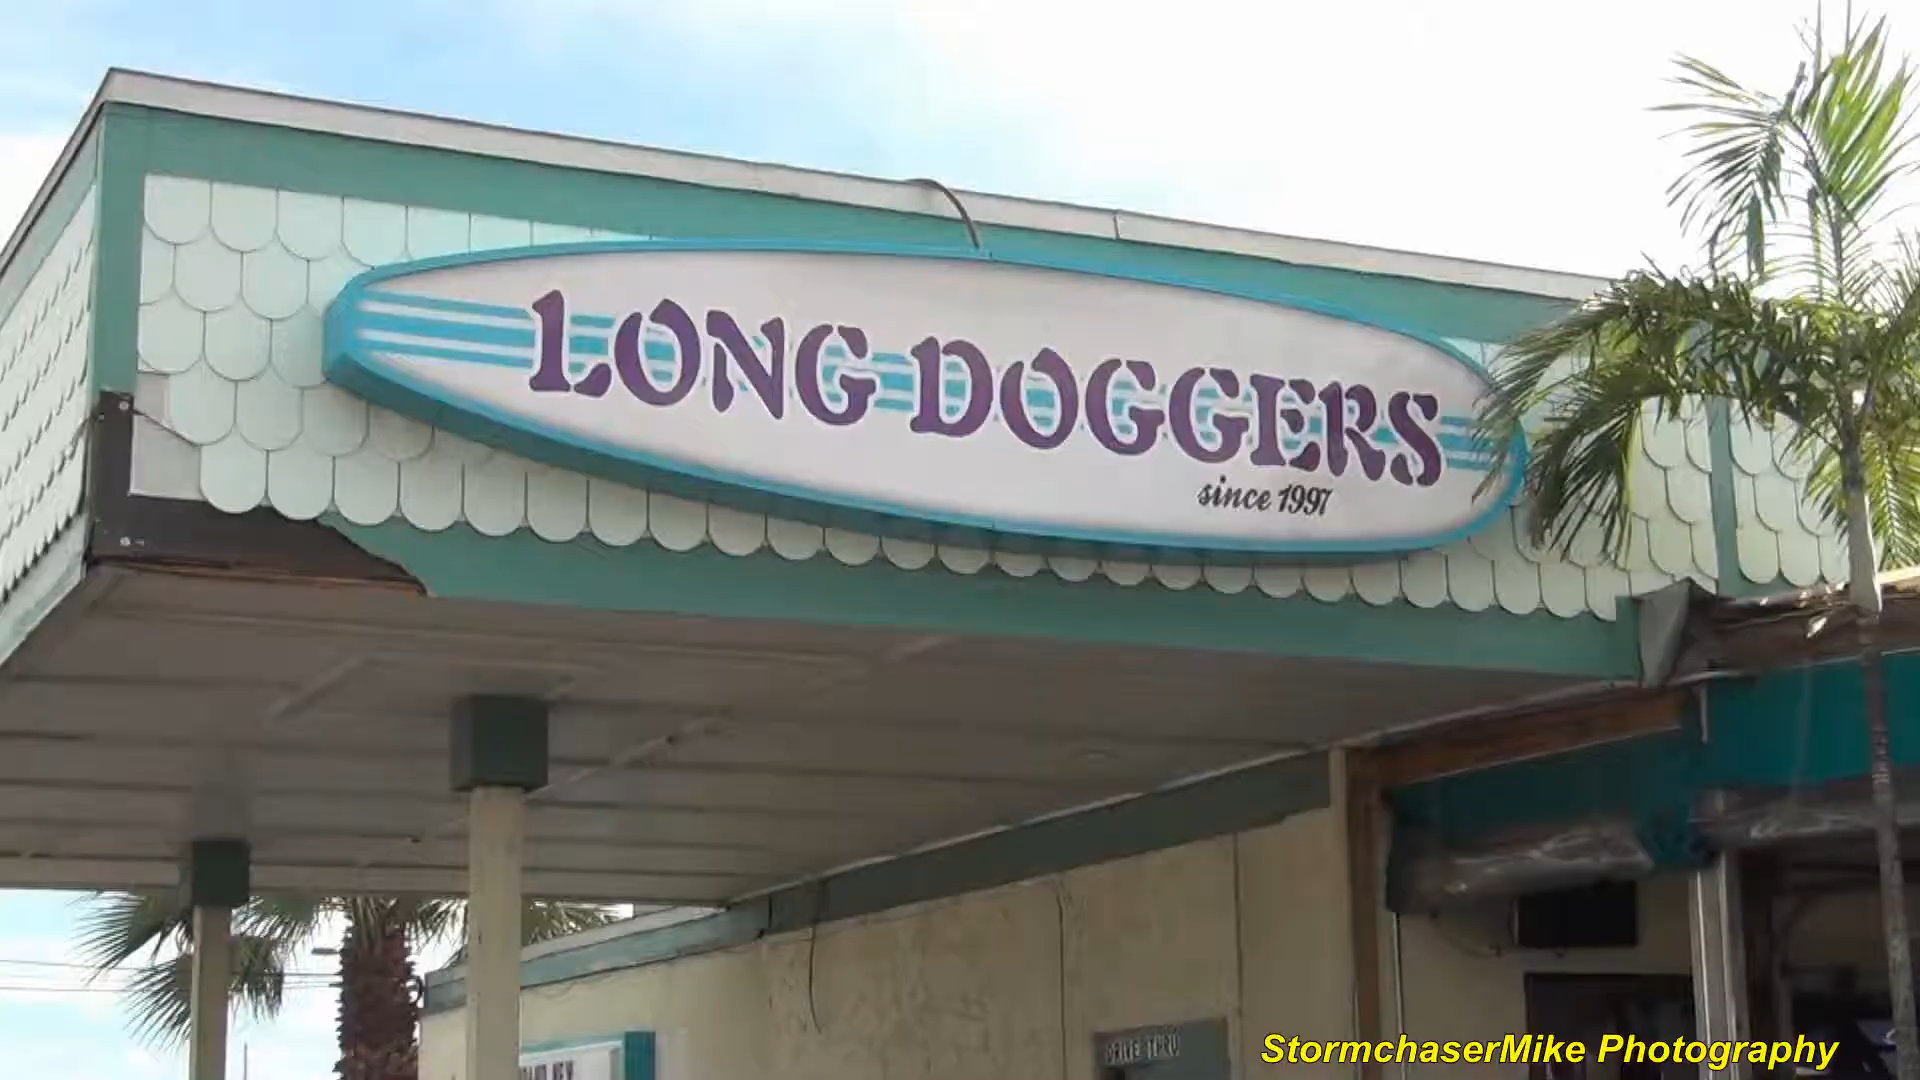 LONG DOGGERS
since 1997
DRIVE THRU
StormchaserMike Photography